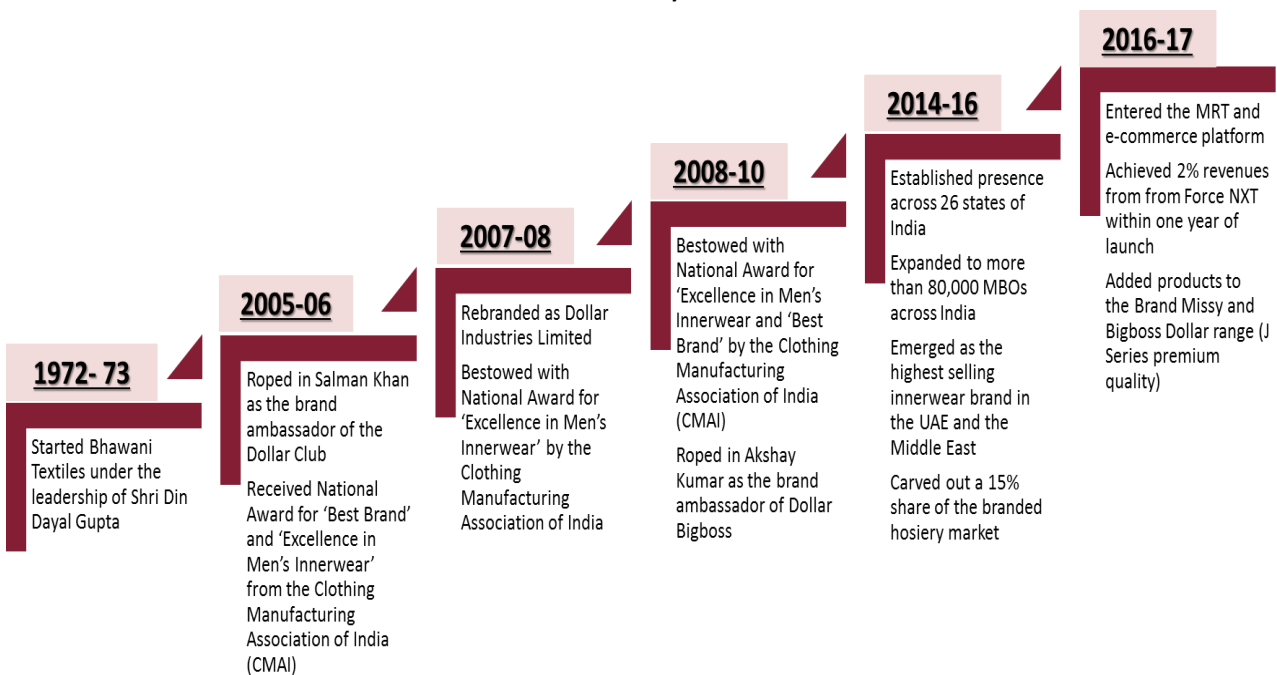 1972- 73
Started Bhawani
Textiles under the
leadership of Shri Din
Dayal Gupta
2005-06
Roped in Salman Khan
as the brand
ambassador of the
Dollar Club
Received National
Award for ‘Best Brand’
and ‘Excellence in
Men’s Innerwear’
from the Clothing
Manufacturing
Association of India
(CMAI)
2007-08
Rebranded as Dollar
Industries Limited
Bestowed with
National Award for
‘Excellence in Men’s
Innerwear’ by the
Clothing
Manufacturing
Association of India
2008-10
Bestowed with
National Award for
‘Excellence in Men’s
Innerwear and ‘Best
Brand’ by the Clothing
Manufacturing
Association of India
(CMAI)
Roped in Akshay
Kumar as the brand
ambassador of Dollar
Bigboss
2014-16
Established presence
across 26 states of
India
Expanded to more
than 80,000 MBOs
across India
Emerged as the
highest selling
innerwear brand in
the UAE and the
Middle East
Carved out a 15%
share of the branded
hosiery market
2016-17
Entered the MRT and
e-commerce platform
Achieved 2% revenues
from from Force NXT
within one year of
launch
Added products to
the Brand Missy and
Bigboss Dollar range (J
Series premium
quality)